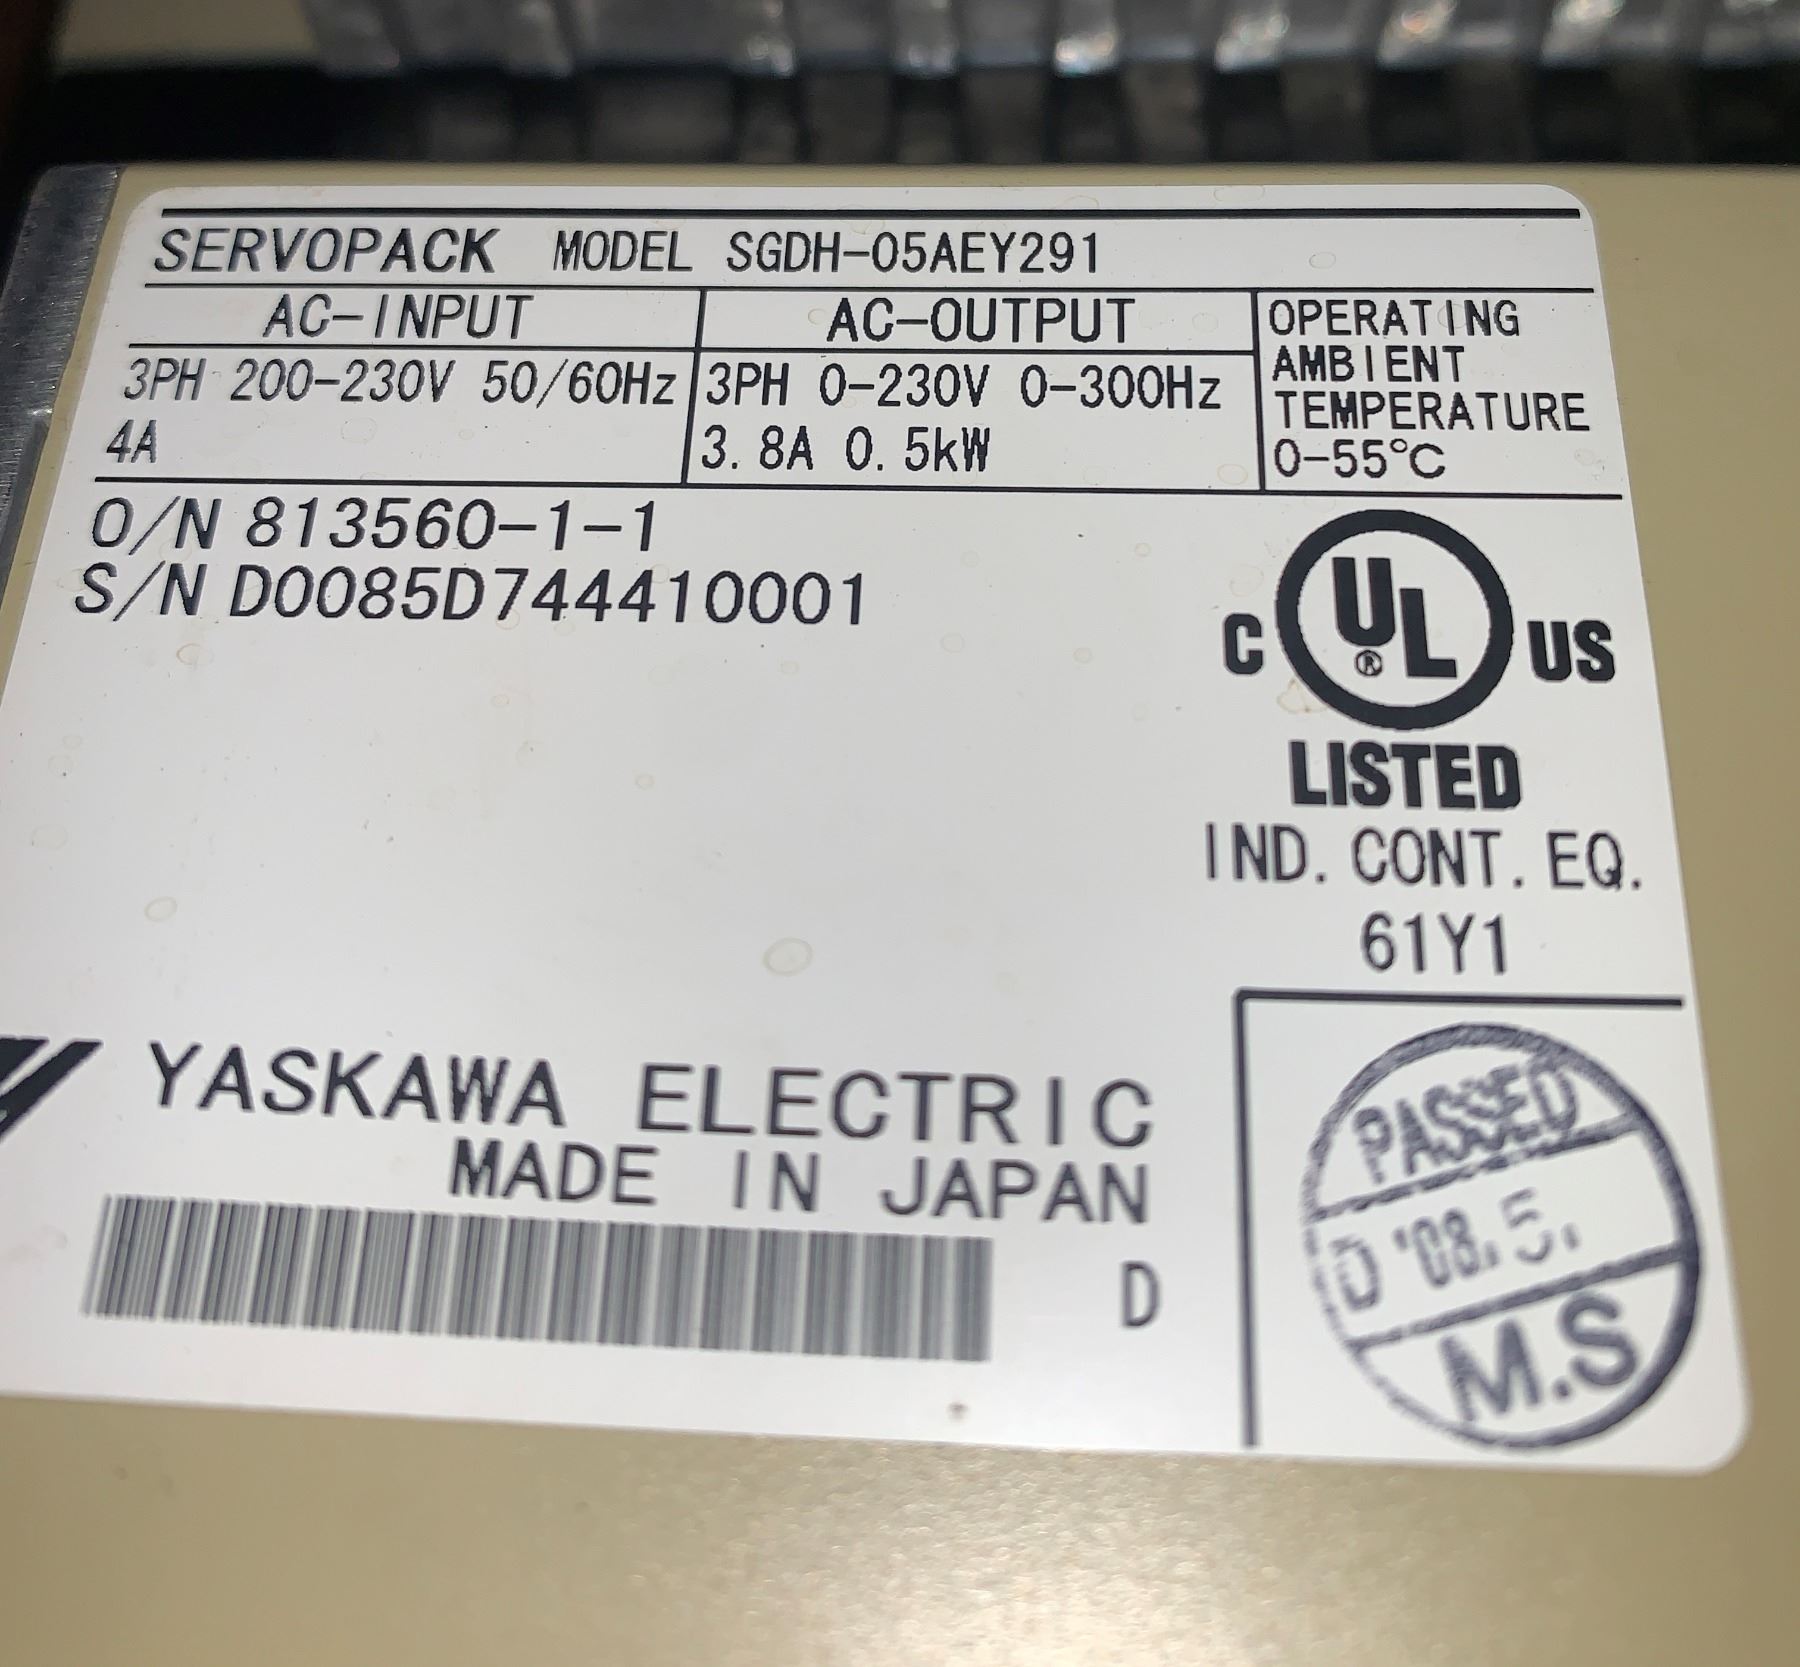 SERVOPACK MODEL SGDH-05AEY291
AC-INPUT
3PH 200-230V 50/60Hz
4A
AC-OUTPUT
3PH 0-230V 0-300Hz
3.8A 0.5kW
OPERATING
AMBIENT
TEMPERATURE
0-55°C
O/N 813560-1-1
S/N D0085D744410001
C UL® US
LISTED
IND. CONT. EQ.
61Y1
YASKAWA ELECTRIC
MADE IN JAPAN
D
PASSED
D '08.5.
M.S